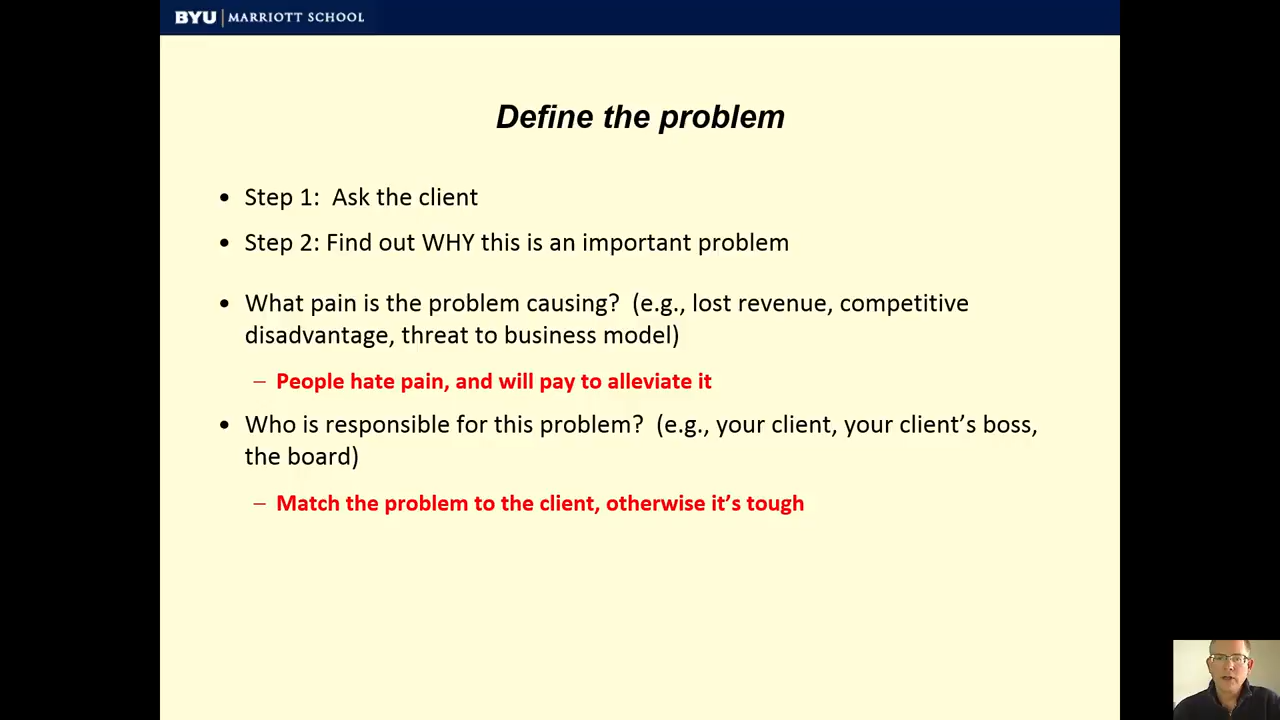 BYU | MARRIOTT SCHOOL
Define the problem
• Step 1: Ask the client
• Step 2: Find out WHY this is an important problem
• What pain is the problem causing? (e.g., lost revenue, competitive
disadvantage, threat to business model)
– People hate pain, and will pay to alleviate it
• Who is responsible for this problem? (e.g., your client, your client’s boss,
the board)
– Match the problem to the client, otherwise it’s tough